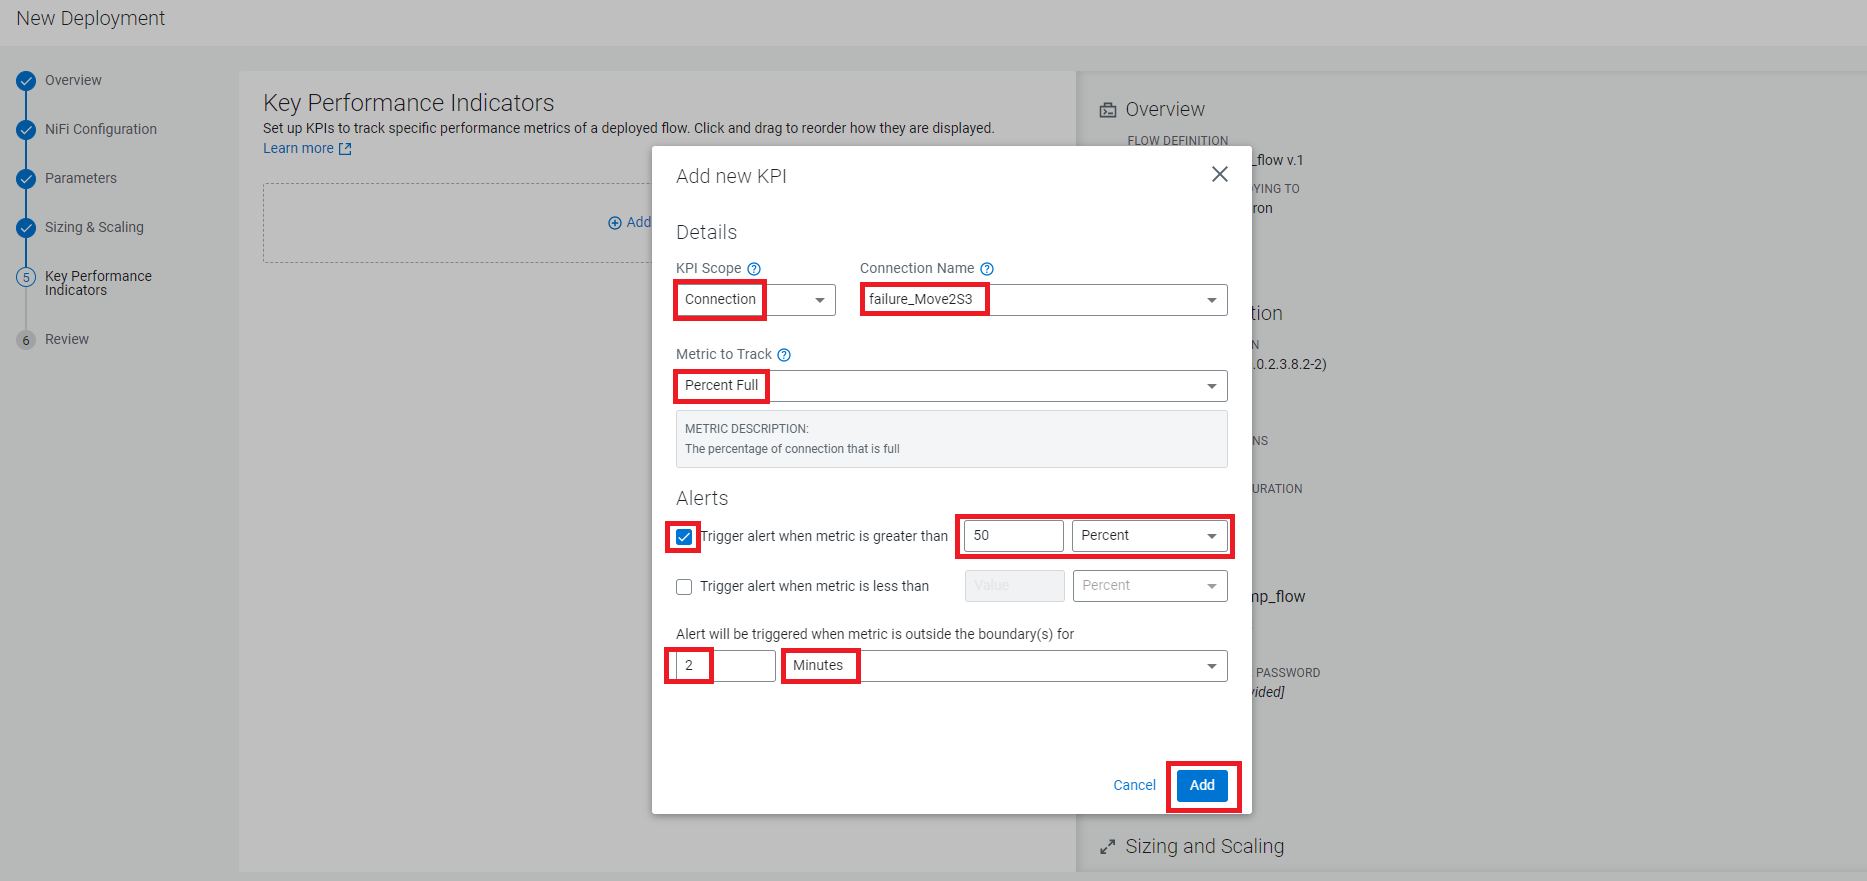 New Deployment
Overview
NiFi Configuration
Parameters
Sizing & Scaling
5
Key Performance
Indicators
6
Review
Key Performance Indicators
Set up KPIs to track specific performance metrics of a deployed flow. Click and drag to reorder how they are displayed.
Learn more
Add
Add new KPI
Details
KPI Scope
Connection Name
Connection
failure_Move2S3
Metric to Track
Percent Full
METRIC DESCRIPTION:
The percentage of connection that is full
Alerts
Trigger alert when metric is greater than
50
Percent
Trigger alert when metric is less than
Value
Percent
Alert will be triggered when metric is outside the boundary(s) for
2
Minutes
Cancel
Add
Overview
FLOW DEFINITION
_flow v.1
YING TO
ron
tion
N
.0.2.3.8.2-2)
NS
URATION
mp_flow
PASSWORD
vided]
Sizing and Scaling